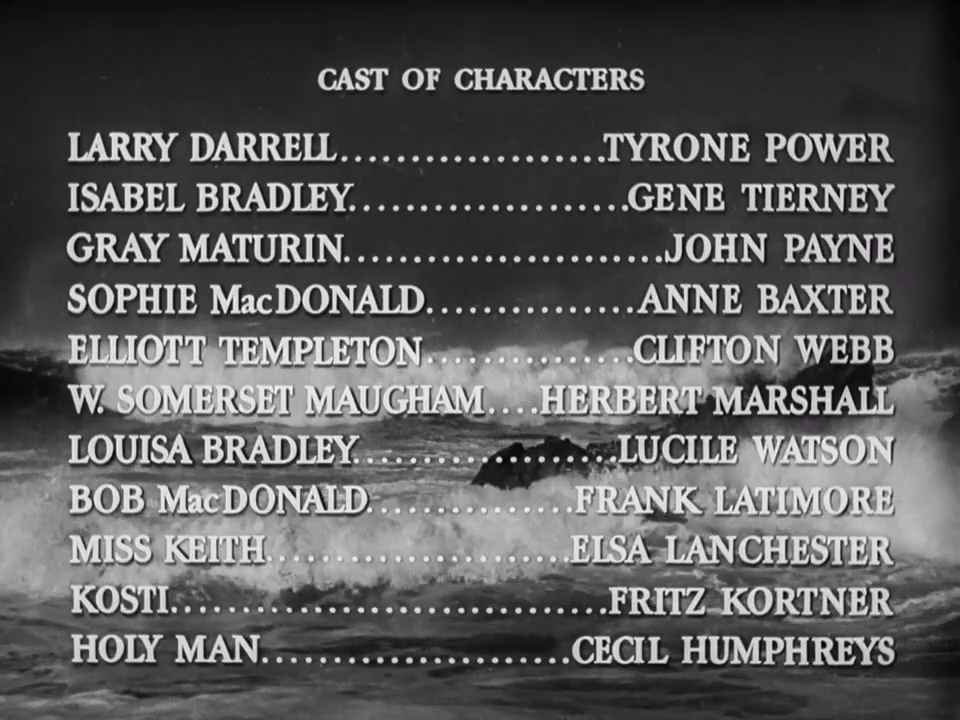 CAST OF CHARACTERS
LARRY DARRELL......................TYRONE POWER
ISABEL BRADLEY.......................GENE TIERNEY
GRAY MATURIN..........................JOHN PAYNE
SOPHIE MacDONALD.................ANNE BAXTER
ELLIOTT TEMPLETON.................CLIFTON WEBB
W. SOMERSET MAUGHAM....HERBERT MARSHALL
LOUISA BRADLEY......................LUCILE WATSON
BOB MacDONALD.................FRANK LATIMORE
MISS KEITH.........................ELSA LANCHESTER
KOSTI....................................FRITZ KORTNER
HOLY MAN.........................CECIL HUMPHREYS